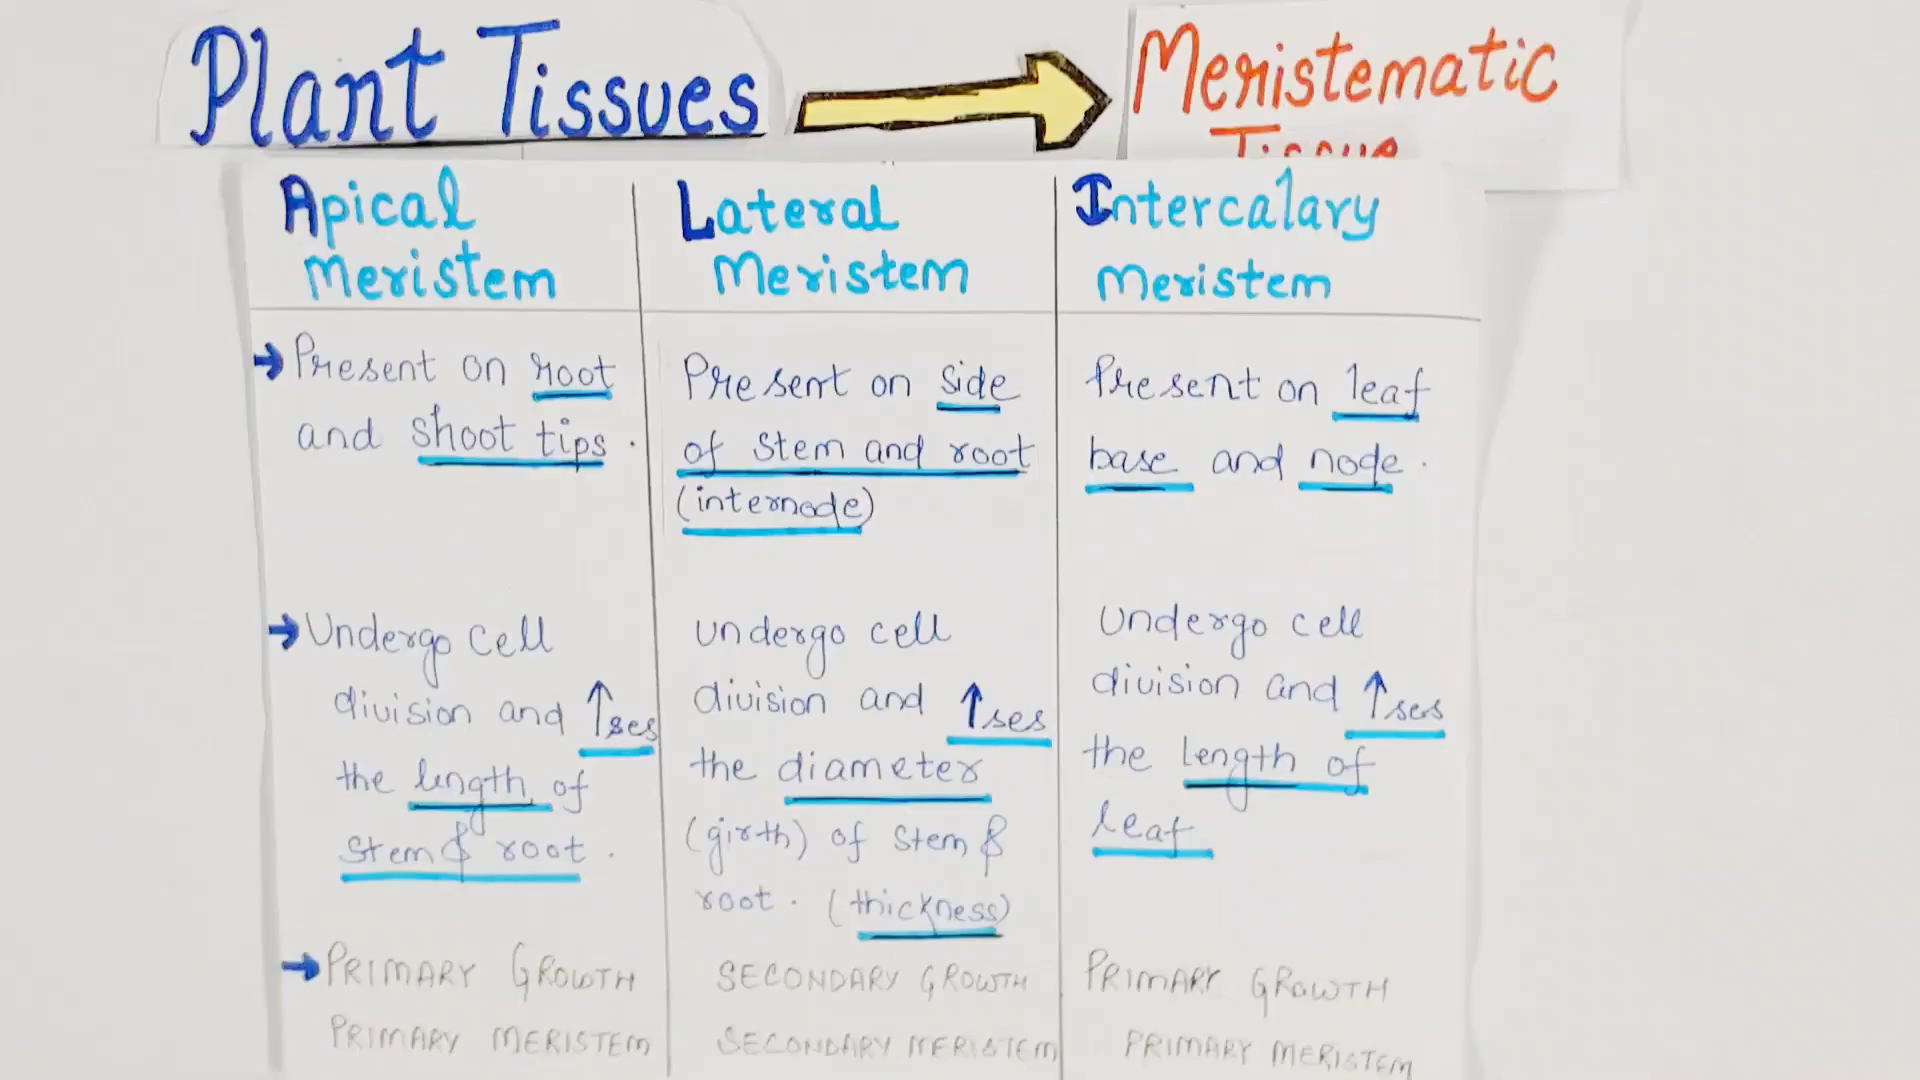 Plant Tissues
Meristematic
Tissue
Apical
Meristem
→ Present on root
and shoot tips.
→ Undergo cell
division and ↑ses
the length of
stem & root.
→ PRIMARY GROWTH
PRIMARY MERISTEM
Lateral
Meristem
Present on side
of stem and root
(internode)
undergo cell
division and ↑ses
the diameter
(girth) of stem &
root. (thickness)
SECONDARY GROWTH
SECONDARY MERISTEM
Intercalary
Meristem
Present on leaf
base and node.
Undergo cell
division and ↑ses
the length of
leaf
PRIMARY GROWTH
PRIMARY MERISTEM